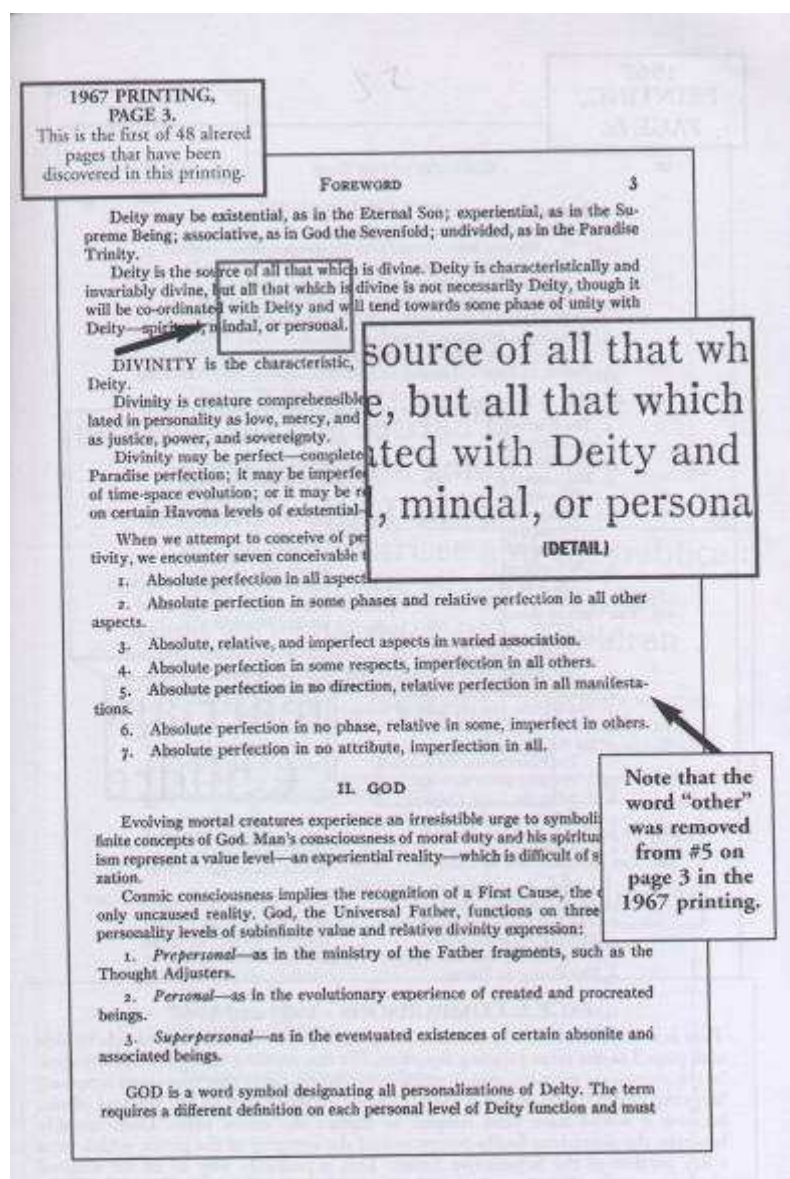 1967 PRINTING,
PAGE 3.
This is the first of 48 altered
pages that have been
discovered in this printing.
FOREWORD 3
Deity may be existential, as in the Eternal Son; experiential, as in the Su-
preme Being; associative, as in God the Sevenfold; undivided, as in the Paradise
Trinity.
Deity is the source of all that which is divine. Deity is characteristically and
invariably divine, but all that which is divine is not necessarily Deity, though it
will be co-ordinated with Deity and will tend towards some phase of unity with
Deity—spiritual, mindal, or personal.
DIVINITY is the characteristic,
Deity.
Divinity is creature comprehensible
lated in personality as love, mercy, and
as justice, power, and sovereignty.
Divinity may be perfect—complete
Paradise perfection; it may be imperfec
of time-space evolution; or it may be r
on certain Havona levels of existential-
When we attempt to conceive of pe
tivity, we encounter seven conceivable t
source of all that wh
e, but all that which
ated with Deity and
l, mindal, or persona
[DETAIL]
1. Absolute perfection in all aspect
2. Absolute perfection in some phases and relative perfection in all other
aspects.
3. Absolute, relative, and imperfect aspects in varied association.
4. Absolute perfection in some respects, imperfection in all others.
5. Absolute perfection in no direction, relative perfection in all manifesta-
tions.
6. Absolute perfection in no phase, relative in some, imperfect in others.
7. Absolute perfection in no attribute, imperfection in all.
Note that the
word “other”
was removed
from #5 on
page 3 in the
1967 printing.
II. GOD
Evolving mortal creatures experience an irresistible urge to symboli
finite concepts of God. Man's consciousness of moral duty and his spiritua
ism represent a value level—an experiential reality—which is difficult of s
zation.
Cosmic consciousness implies the recognition of a First Cause, the
only uncaused reality. God, the Universal Father, functions on three
personality levels of subinfinite value and relative divinity expression:
1. Prepersonal—as in the ministry of the Father fragments, such as the
Thought Adjusters.
2. Personal—as in the evolutionary experience of created and procreated
beings.
3. Superpersonal—as in the eventuated existences of certain absonite and
associated beings.
GOD is a word symbol designating all personalizations of Deity. The term
requires a different definition on each personal level of Deity function and must